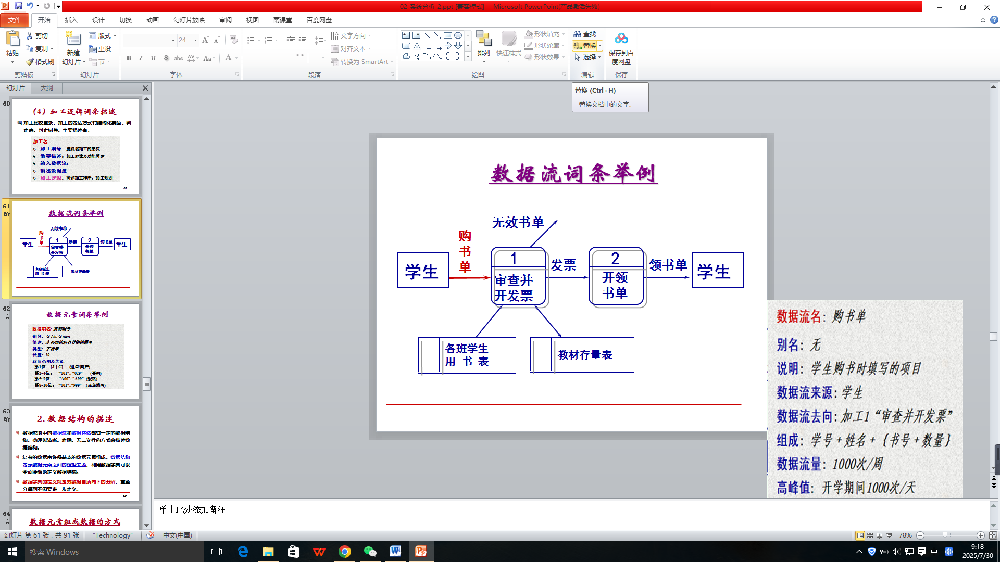 02-系统分析-2.ppt [兼容模式] - Microsoft PowerPoint(产品激活失败)
文件 开始 插入 设计 切换 动画 幻灯片放映 审阅 视图 雨课堂 百度网盘
粘贴 剪切 复制 格式刷
剪贴板
新建幻灯片 版式 重设 节
幻灯片
24
B I U S abc AV Aa A
字体
文字方向
对齐文本
转换为 SmartArt
段落
排列 快速样式
形状填充
形状轮廓
形状效果
绘图
查找
替换
选择
编辑
保存到百度网盘
保存
替换 (Ctrl+H)
替换文档中的文字。
幻灯片 大纲
60
（4）加工逻辑词条描述
加工比较复杂，加工的表达方式有结构化英语、判
定表、判定树等，主要描述有：
加工名：
加工编号：反映该加工的层次
简要描述：加工逻辑及功能简述
输入数据流：
输出数据流：
加工逻辑：简述加工程序，加工规则
61
数据流词条举例
无效书单
购书单
学生
1
审查并
开发票
发票
2
开领
书单
领书单
学生
各班学生
用 书 表
教材存量表
62
数据元素词条举例
数据项名：货物编号
别名： G-No, G-num
简述：本公司的所有货物的编号
类型：字符串
长度：10
取值范围及含义：
第1位：[J | G] (进口/国产)
第2~4位： “001”.. “029” (类别)
第5~7位： “A00”..“A99” (规格)
第8~10位： “001”..“999” (品名编号)
63
2.数据结构的描述
数据流图中的数据流和数据存储都有一定的数据结
构，必须以清晰、准确、无二义性的方式来描述数
据结构。
复杂的数据由许多基本的数据元素组成，数据结构
表示数据元素之间的逻辑关系，利用数据字典可以
全面准确地定义数据结构。
数据字典的定义就是对数据自顶向下的分解，直至
分解到不需要进一步定义。
64
数据元素组成数据的方式
数据流词条举例
无效书单
购
书
单
学生
1
审查并
开发票
发票
2
开领
书单
领书单
学生
各班学生
用 书 表
教材存量表
数据流名：购书单
别名：无
说明：学生购书时填写的项目
数据流来源：学生
数据流去向：加工1“审查并开发票”
组成：学号＋姓名＋｛书号＋数量｝
数据流量：1000次/周
高峰值：开学期间1000次/天
单击此处添加备注
幻灯片 第 61 张，共 91 张 “Technology” 中文(中国) 78%
搜索 Windows
中
9:18
2025/7/30